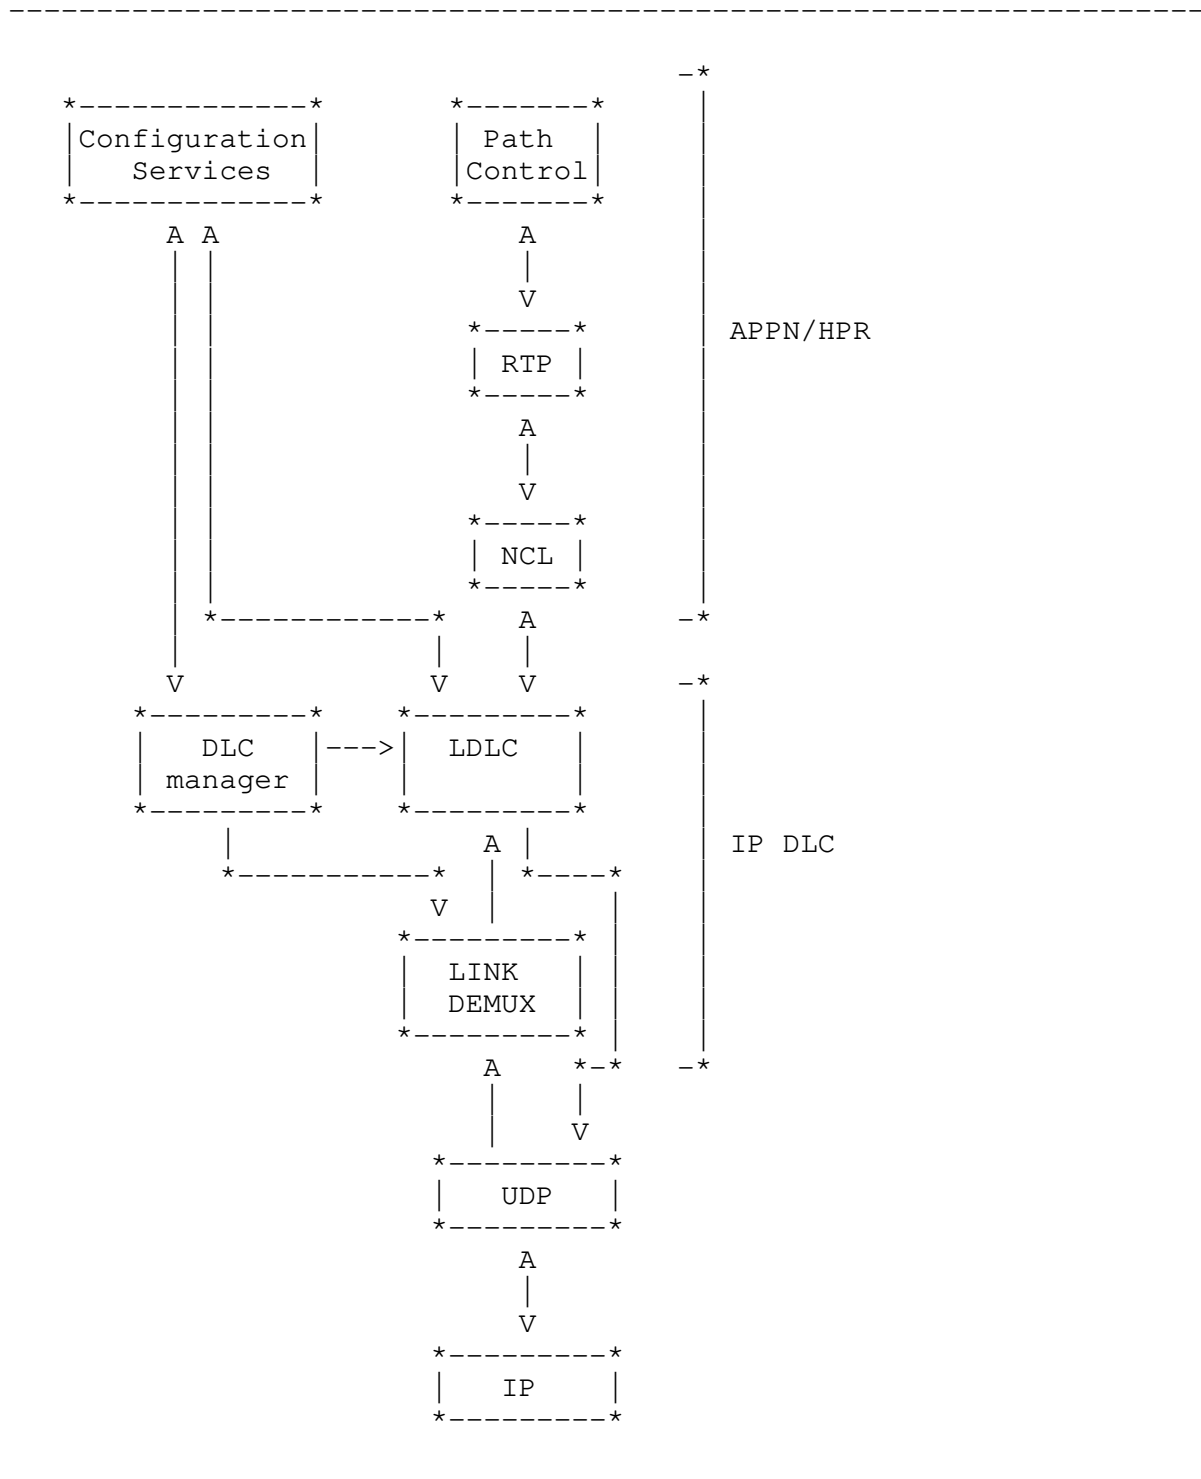 Configuration Services
Path Control
RTP
APPN/HPR
NCL
DLC manager
LDLC
IP DLC
LINK DEMUX
UDP
IP